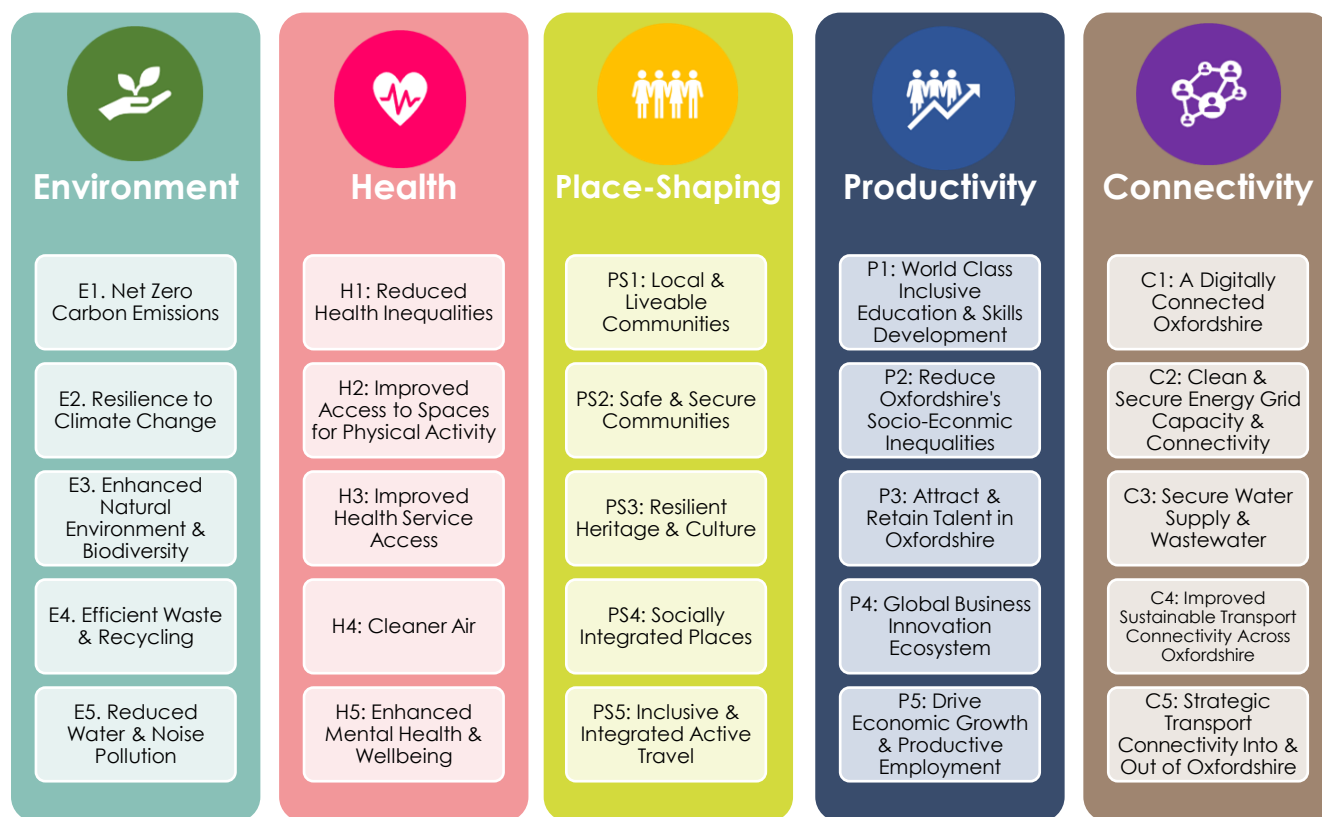 Environment
E1. Net Zero
Carbon Emissions
E2. Resilience to
Climate Change
E3. Enhanced
Natural
Environment &
Biodiversity
E4. Efficient Waste
& Recycling
E5. Reduced
Water & Noise
Pollution
Health
H1: Reduced
Health Inequalities
H2: Improved
Access to Spaces
for Physical Activity
H3: Improved
Health Service
Access
H4: Cleaner Air
H5: Enhanced
Mental Health &
Wellbeing
Place-Shaping
PS1: Local &
Liveable
Communities
PS2: Safe & Secure
Communities
PS3: Resilient
Heritage & Culture
PS4: Socially
Integrated Places
PS5: Inclusive &
Integrated Active
Travel
Productivity
P1: World Class
Inclusive
Education & Skills
Development
P2: Reduce
Oxfordshire's
Socio-Econmic
Inequalities
P3: Attract &
Retain Talent in
Oxfordshire
P4: Global Business
Innovation
Ecosystem
P5: Drive
Economic Growth
& Productive
Employment
Connectivity
C1: A Digitally
Connected
Oxfordshire
C2: Clean &
Secure Energy Grid
Capacity &
Connectivity
C3: Secure Water
Supply &
Wastewater
C4: Improved
Sustainable Transport
Connectivity Across
Oxfordshire
C5: Strategic
Transport
Connectivity Into &
Out of Oxfordshire